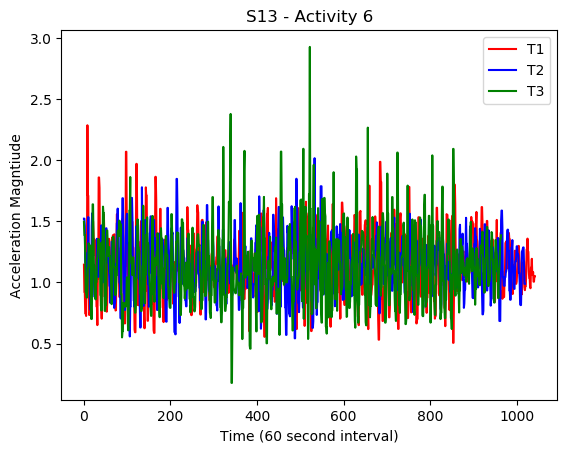 S13 - Activity 6
T1
T2
T3
Acceleration Magntiude
3.0
2.5
2.0
1.5
1.0
0.5
0 200 400 600 800 1000
Time (60 second interval)